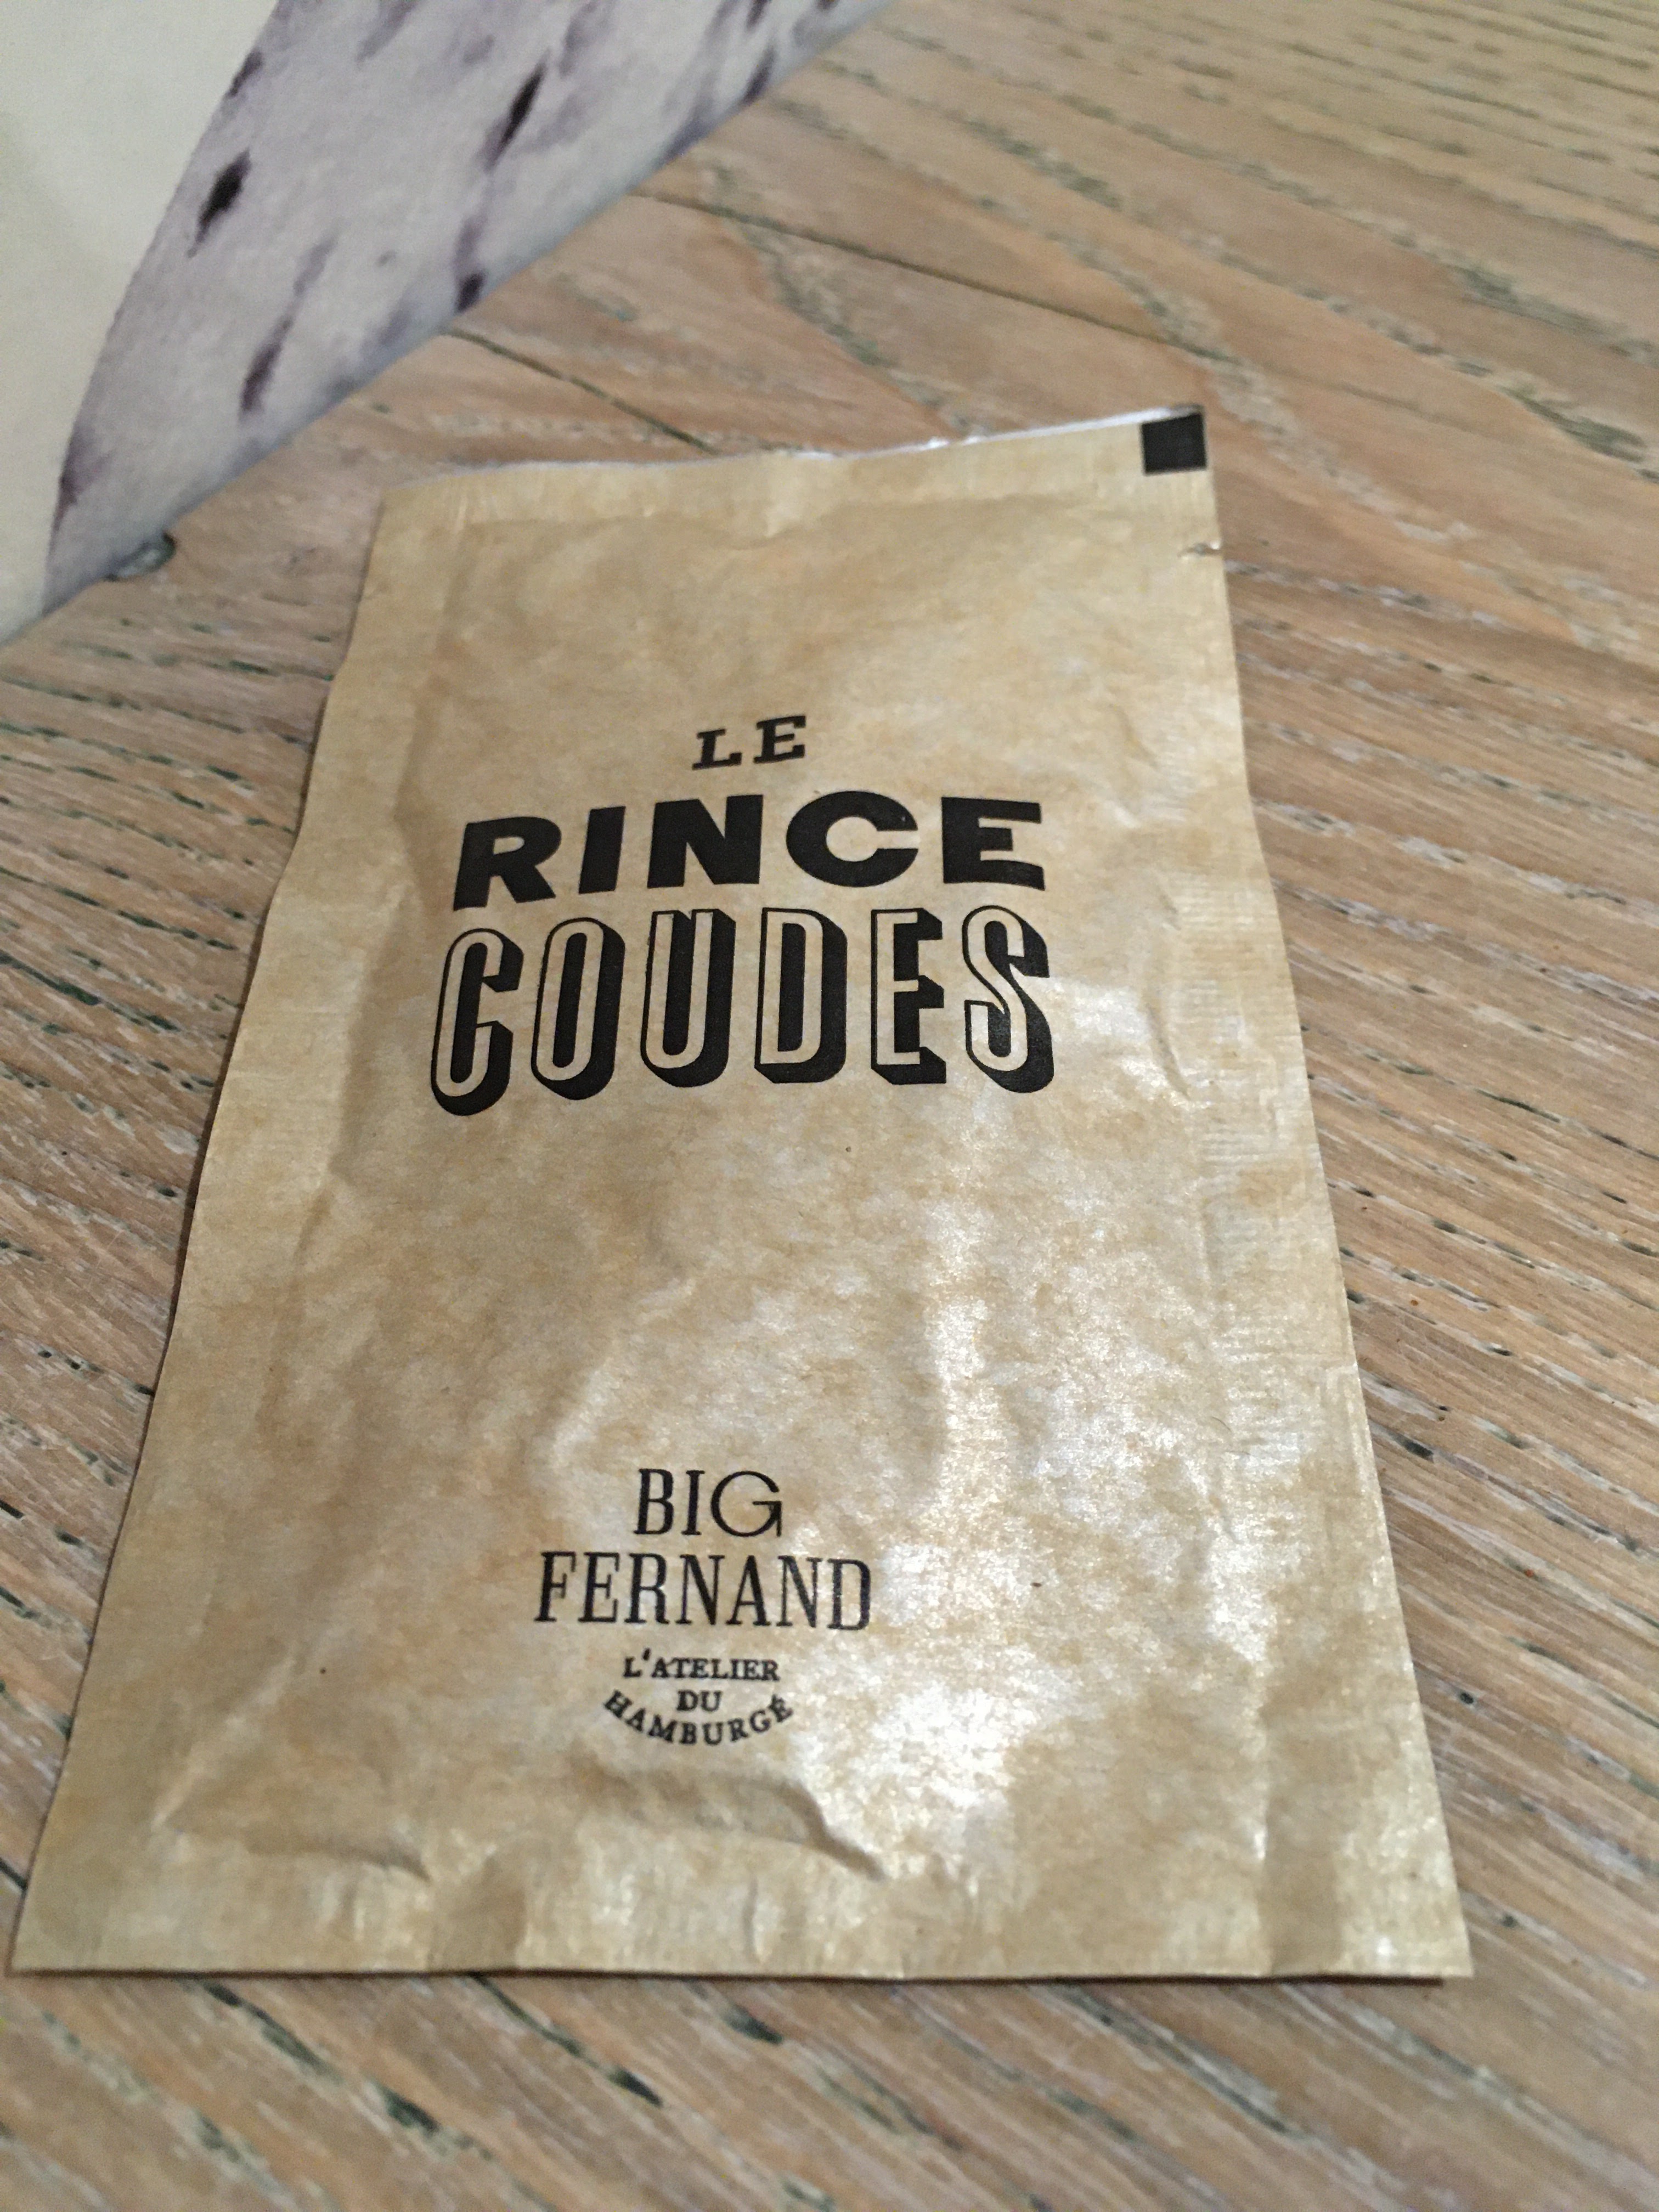 LE
RINCE
COUDES
BIG
FERNAND
L'ATELIER
DU
HAMBURGÉ